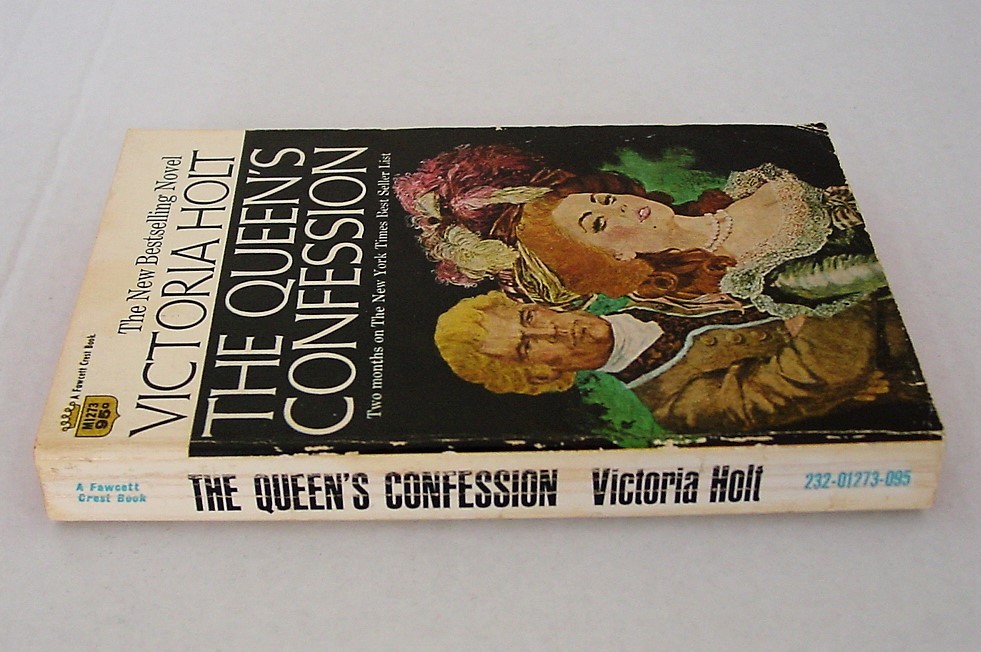 The New Bestselling Novel
VICTORIA HOLT
A Fawcett Crest Book
M1273
95¢
THE QUEEN'S
CONFESSION
Two months on The New York Times Best Seller List
A Fawcett
Crest Book
THE QUEEN'S CONFESSION Victoria Holt
232-01273-095